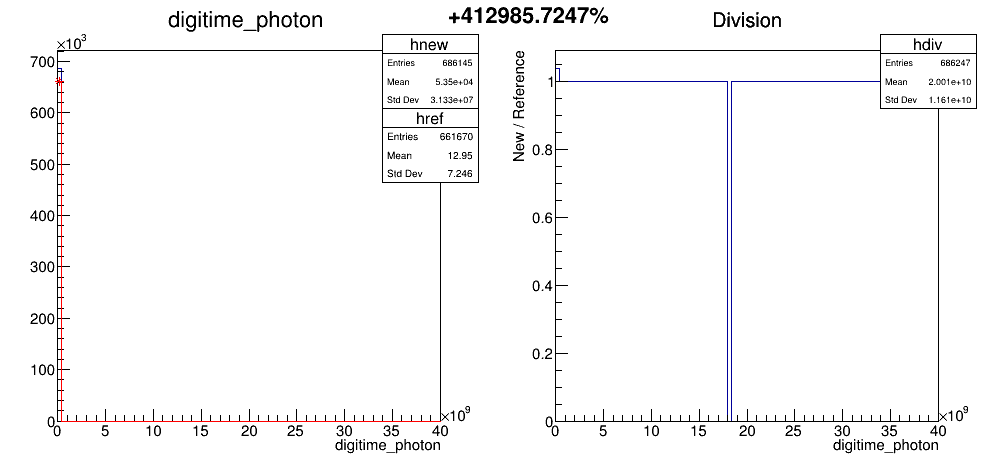 +412985.7247%
digitime_photon
×10³
700
600
500
400
300
200
100
0
0 5 10 15 20 25 30 35 40
×10⁹
digitime_photon
hnew
Entries 686145
Mean 5.35e+04
Std Dev 3.133e+07
href
Entries 661670
Mean 12.95
Std Dev 7.246
Division
New / Reference
1
0.8
0.6
0.4
0.2
0
0 5 10 15 20 25 30 35 40
×10⁹
digitime_photon
hdiv
Entries 686247
Mean 2.001e+10
Std Dev 1.161e+10